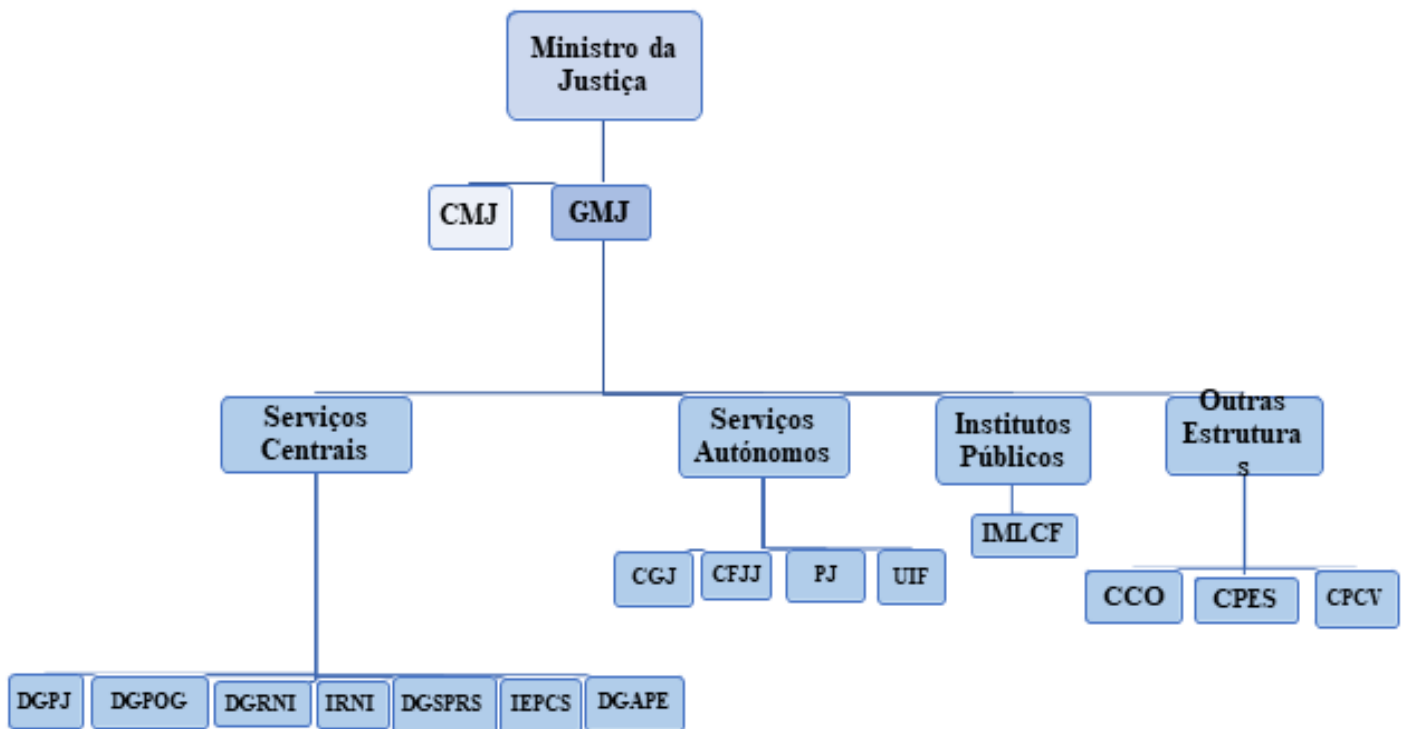 Ministro da
Justiça
CMJ
GMJ
Serviços
Centrais
Serviços
Autónomos
Institutos
Públicos
Outras
Estrutura
s
IMLCF
CGJ
CFJJ
PJ
UIF
CCO
CPES
CPCV
DGPJ
DGPOG
DGRNI
IRNI
DGSPRS
IEPCS
DGAPE